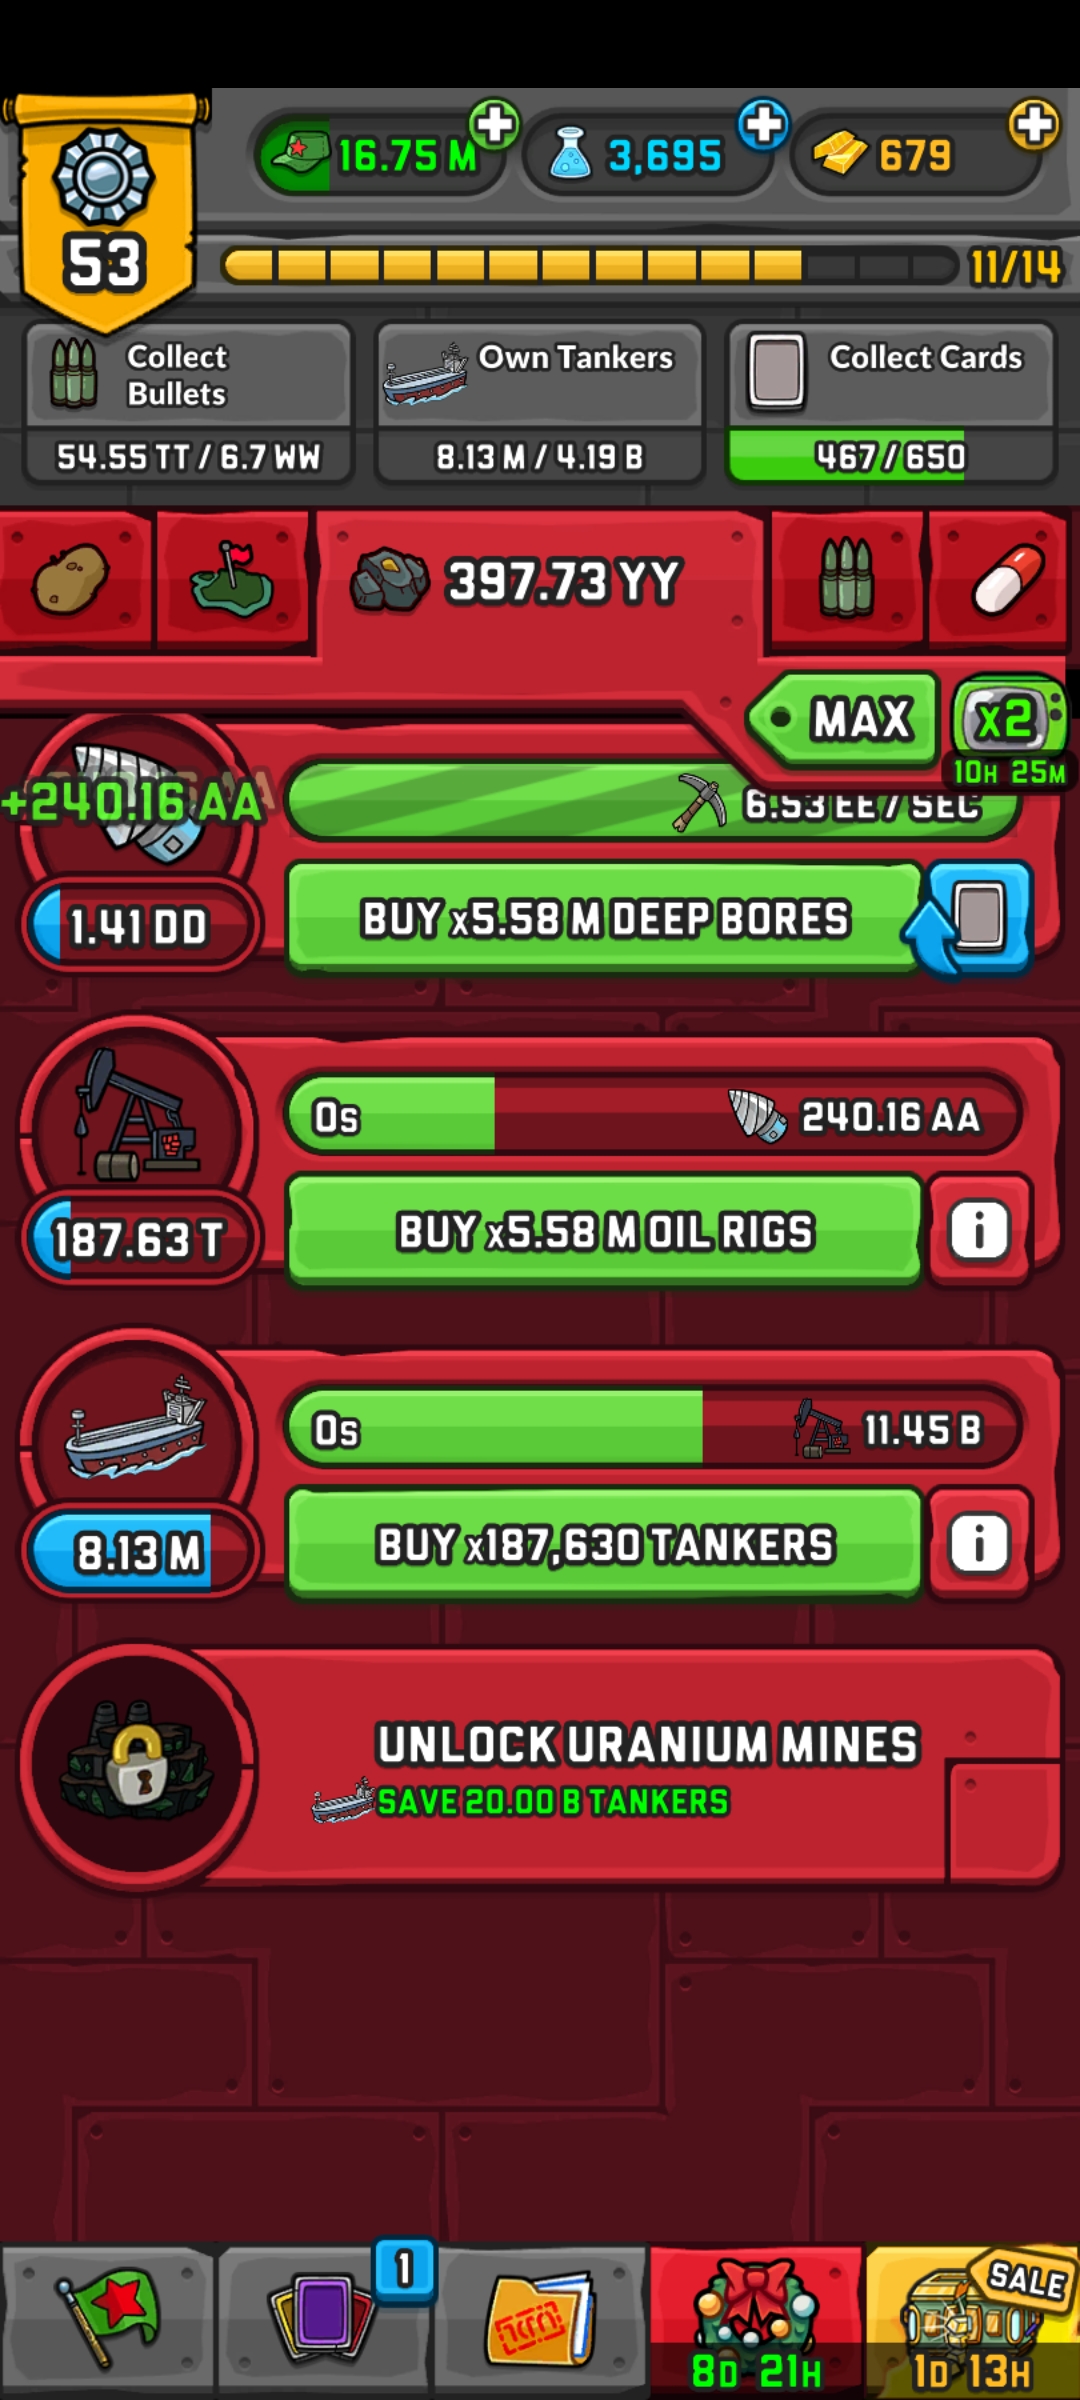 16.75 M
3,695
679
53
11/14
Collect
Bullets
Own Tankers
Collect Cards
54.55 TT / 6.7 WW
8.13 M / 4.19 B
467 / 650
397.73 YY
MAX
x2
10H 25M
+240.16 AA
6.53 EE / SEC
1.41 DD
BUY x5.58 M DEEP BORES
0s
240.16 AA
187.63 T
BUY x5.58 M OIL RIGS
i
0s
11.45 B
8.13 M
BUY x187,630 TANKERS
i
UNLOCK URANIUM MINES
SAVE 20.00 B TANKERS
1
SALE
8D 21H
1D 13H